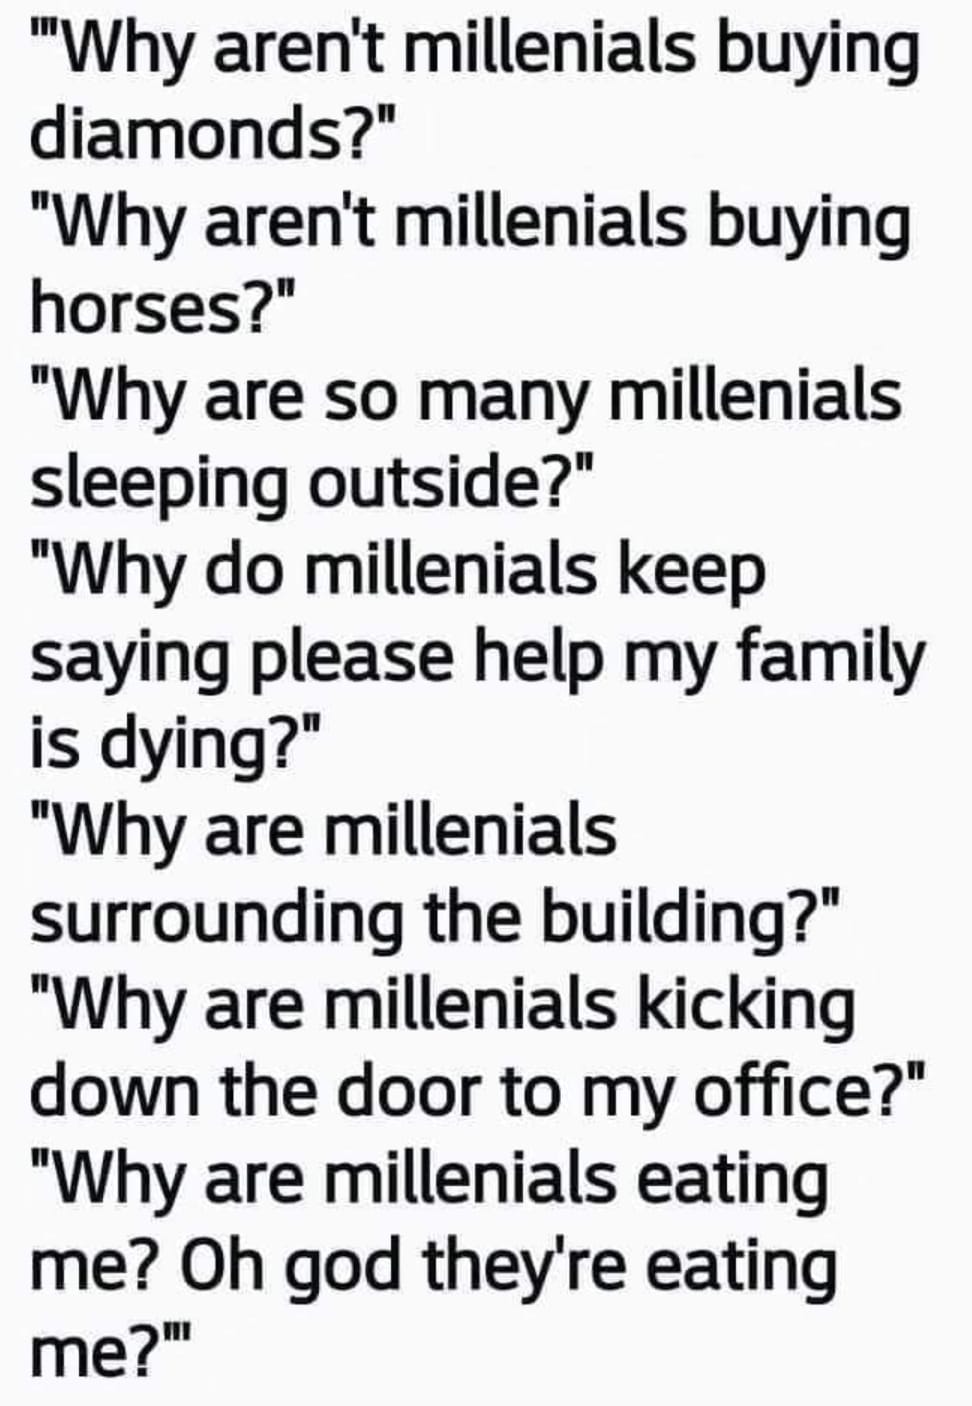 '"Why aren't millenials buying
diamonds?"
"Why aren't millenials buying
horses?"
"Why are so many millenials
sleeping outside?"
"Why do millenials keep
saying please help my family
is dying?"
"Why are millenials
surrounding the building?"
"Why are millenials kicking
down the door to my office?"
"Why are millenials eating
me? Oh god they're eating
me?"'